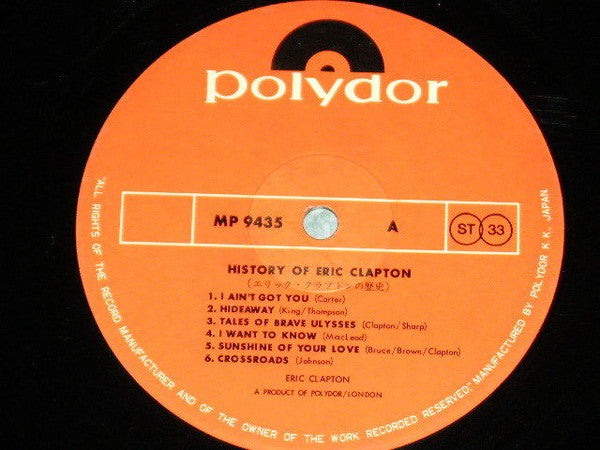 polydor
MP 9435 A ST 33
HISTORY OF ERIC CLAPTON
(エリック・クラプトンの歴史)
1. I AIN'T GOT YOU (Carter)
2. HIDEAWAY (King/Thompson)
3. TALES OF BRAVE ULYSSES (Clapton/Sharp)
4. I WANT TO KNOW (MacLeod)
5. SUNSHINE OF YOUR LOVE (Bruce/Brown/Clapton)
6. CROSSROADS (Johnson)
ERIC CLAPTON
A PRODUCT OF POLYDOR/LONDON
"ALL RIGHTS OF THE RECORD MANUFACTURER AND OF THE OWNER OF THE WORK RECORDED RESERVED" MANUFACTURED BY POLYDOR K.K., JAPAN.